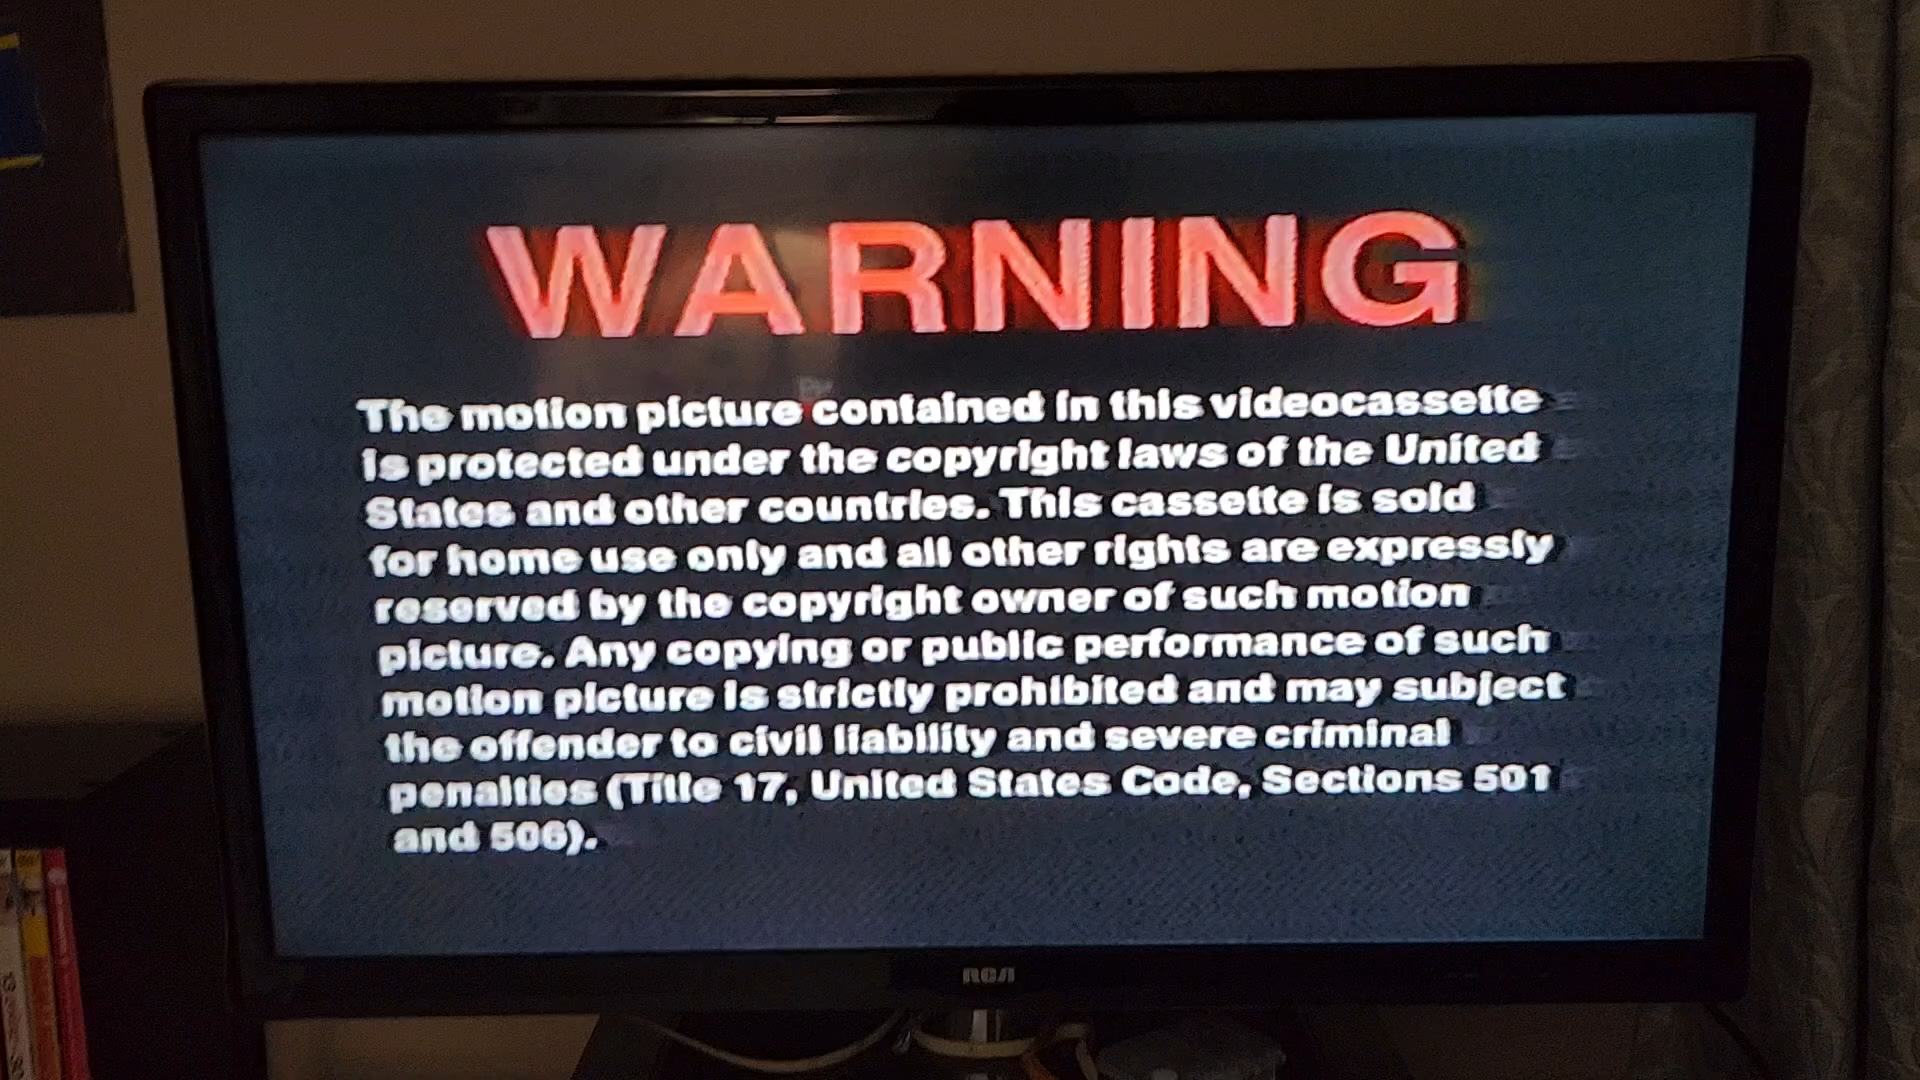 WARNING
The motion picture contained in this videocassette
is protected under the copyright laws of the United
States and other countries. This cassette is sold
for home use only and all other rights are expressly
reserved by the copyright owner of such motion
picture. Any copying or public performance of such
motion picture is strictly prohibited and may subject
the offender to civil liability and severe criminal
penalties (Title 17, United States Code, Sections 501
and 506).
RCA